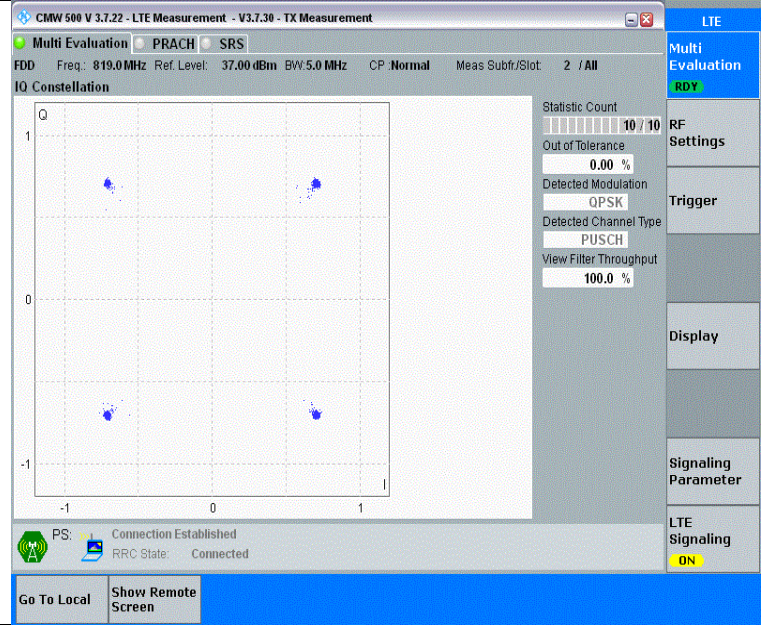 CMW 500 V 3.7.22 - LTE Measurement - V3.7.30 - TX Measurement
LTE
Multi Evaluation PRACH SRS
FDD Freq.: 819.0 MHz Ref. Level: 37.00 dBm BW: 5.0 MHz CP : Normal Meas Subfr./Slot: 2 / All
IQ Constellation
Q
1
0
-1
I
-1 0 1
Statistic Count
10 / 10
Out of Tolerance
0.00 %
Detected Modulation
QPSK
Detected Channel Type
PUSCH
View Filter Throughput
100.0 %
Multi
Evaluation
RDY
RF
Settings
Trigger
Display
Signaling
Parameter
LTE
Signaling
ON
PS: Connection Established
RRC State: Connected
Go To Local
Show Remote
Screen